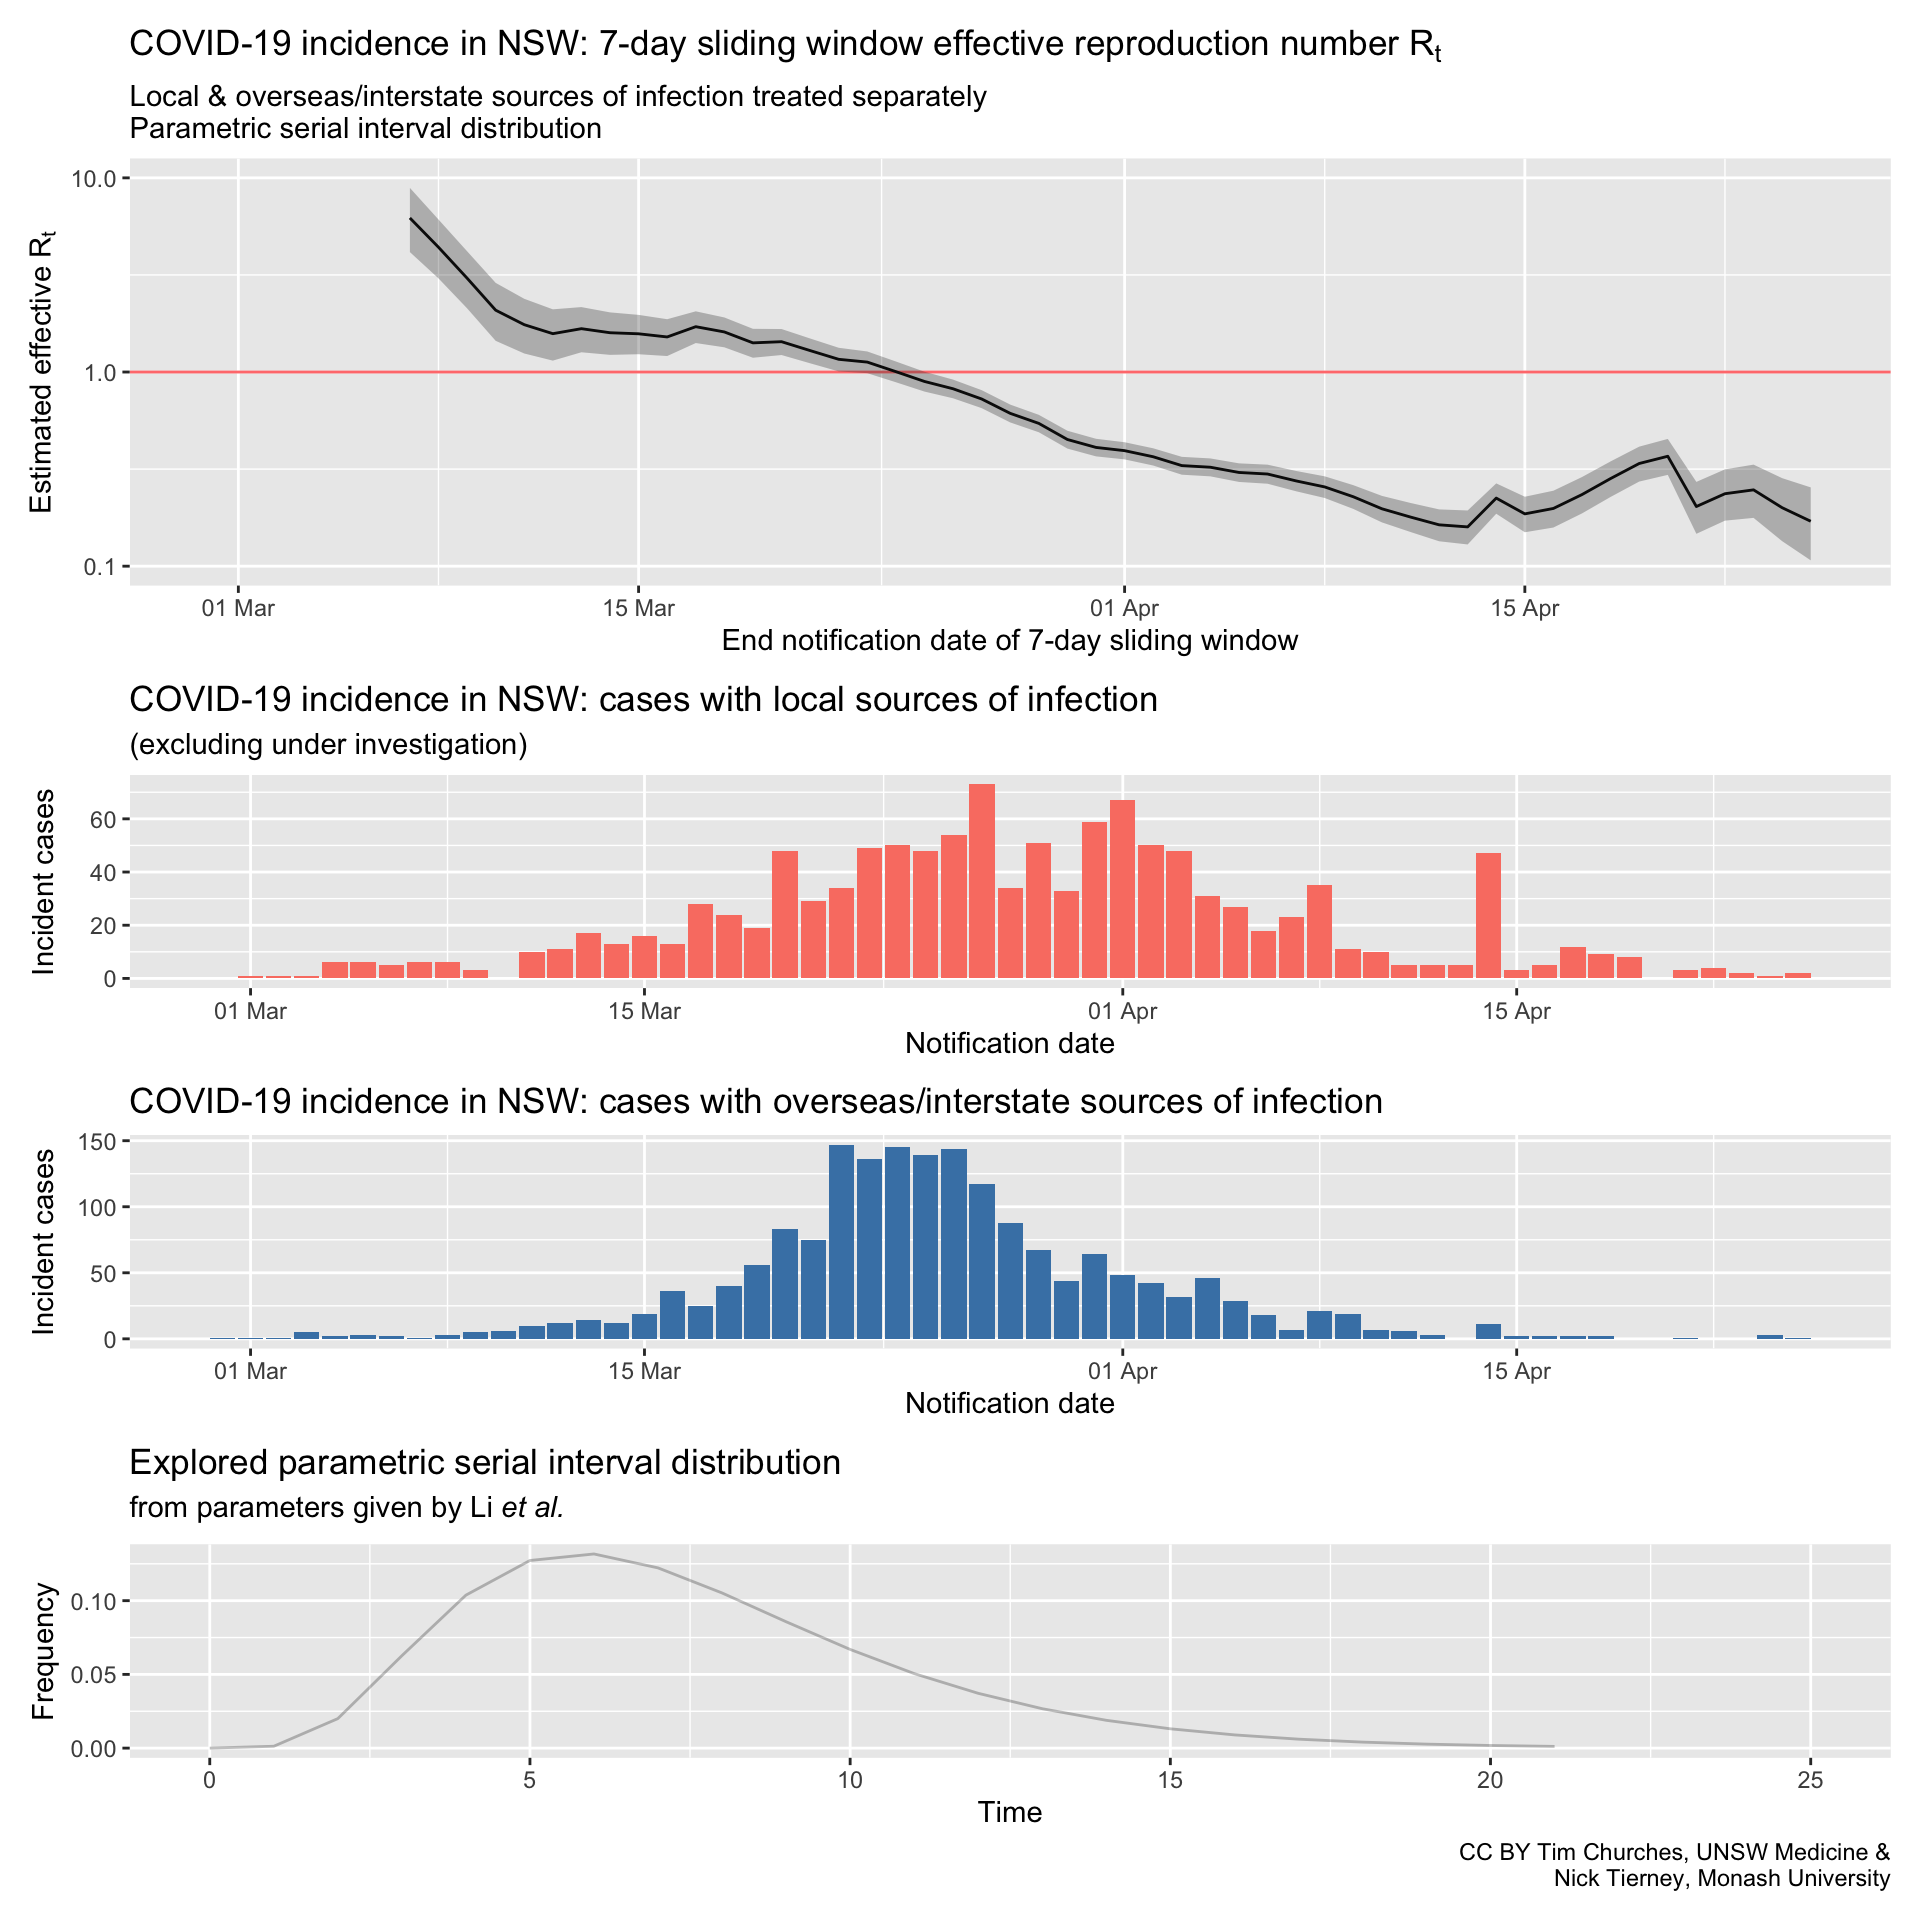 COVID-19 incidence in NSW: 7-day sliding window effective reproduction number Rt
Local & overseas/interstate sources of infection treated separately
Parametric serial interval distribution
Estimated effective Rt
10.0
1.0
0.1
01 Mar 15 Mar 01 Apr 15 Apr
End notification date of 7-day sliding window
COVID-19 incidence in NSW: cases with local sources of infection
(excluding under investigation)
Incident cases
60
40
20
0
01 Mar 15 Mar 01 Apr 15 Apr
Notification date
COVID-19 incidence in NSW: cases with overseas/interstate sources of infection
Incident cases
150
100
50
0
01 Mar 15 Mar 01 Apr 15 Apr
Notification date
Explored parametric serial interval distribution
from parameters given by Li et al.
Frequency
0.10
0.05
0.00
0 5 10 15 20 25
Time
CC BY Tim Churches, UNSW Medicine &
Nick Tierney, Monash University